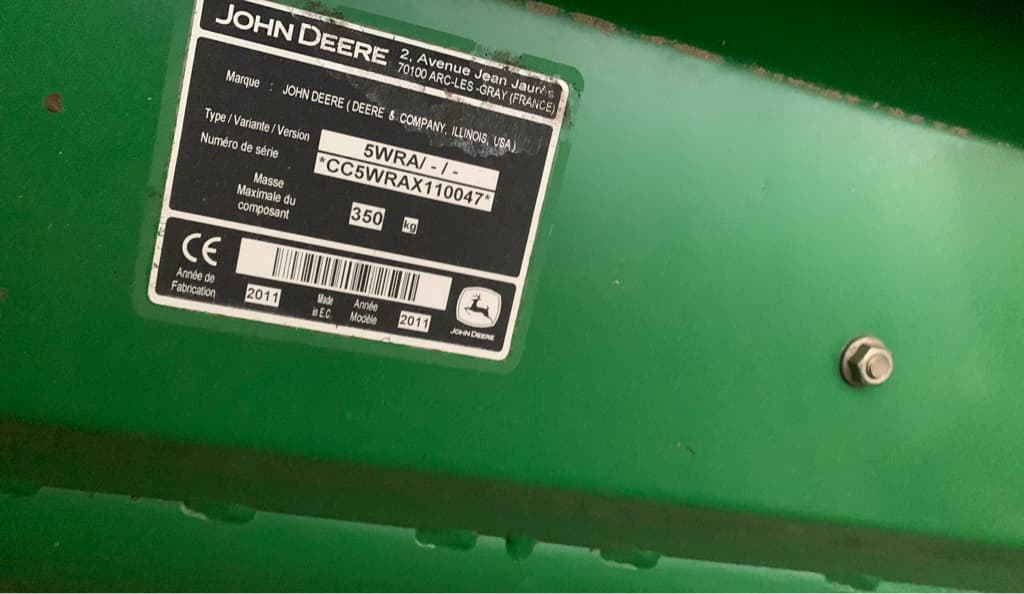 JOHN DEERE
2, Avenue Jean Jaurès
70100 ARC-LES -GRAY (FRANCE)
Marque : JOHN DEERE ( DEERE & COMPANY, ILLINOIS, USA )
Type / Variante / Version 5WRA/ - / -
Numéro de série *CC5WRAX110047*
Masse
Maximale du
composant
350 kg
CE
Année de
Fabrication
2011
Made
in E.C.
Année
Modèle
2011
JOHN DEERE